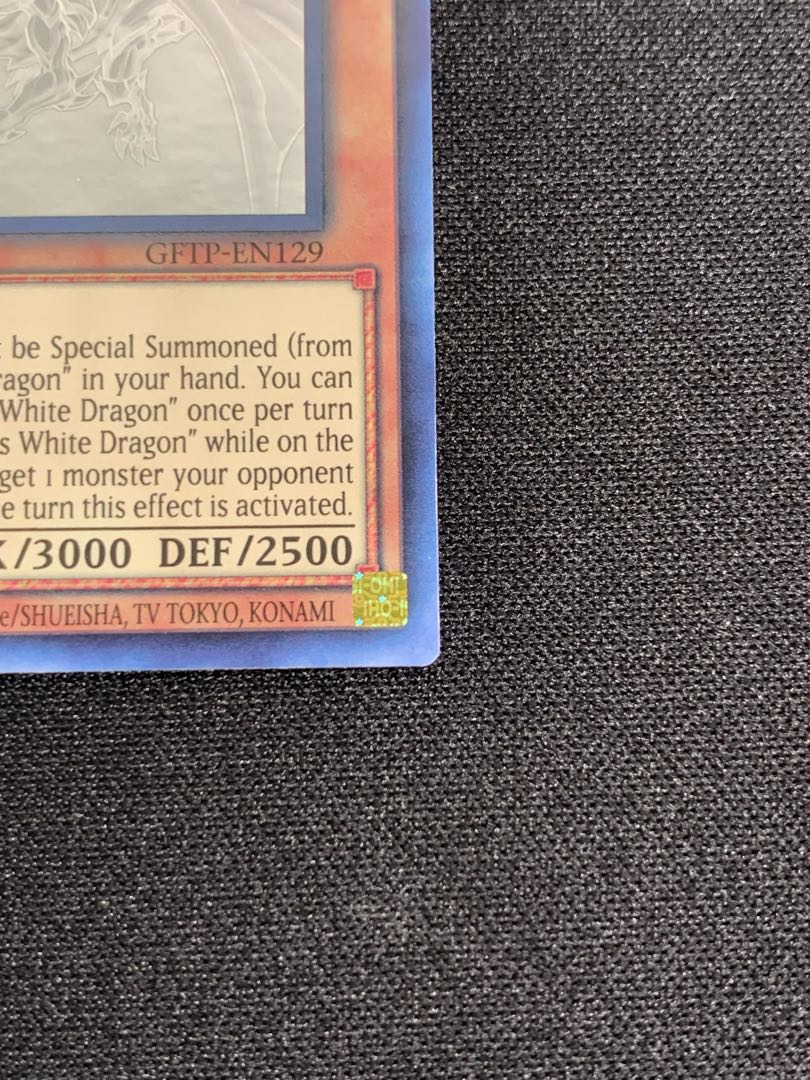 GFTP-EN129
be Special Summoned (from
ragon" in your hand. You can
White Dragon" once per turn
s White Dragon" while on the
get 1 monster your opponent
e turn this effect is activated.
K/3000 DEF/2500
e/SHUEISHA, TV TOKYO, KONAMI